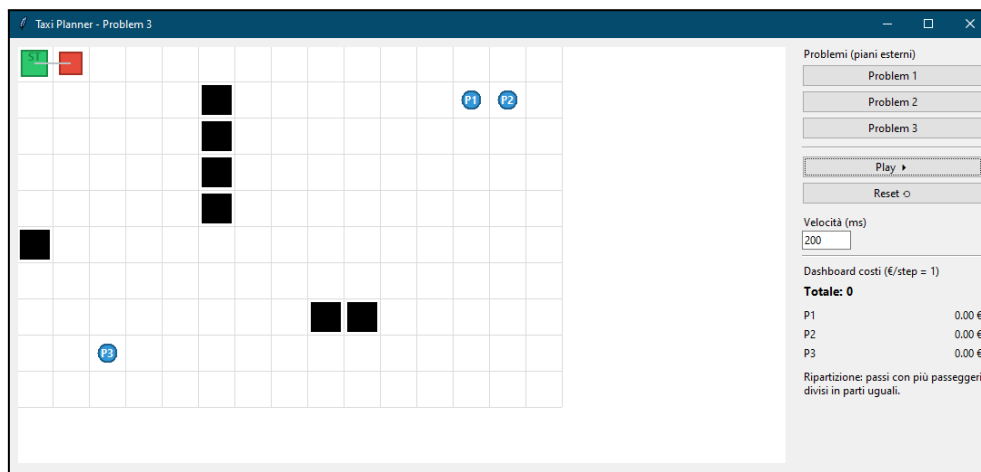 Taxi Planner - Problem 3
ST
P1
P2
P3
Problemi (piani esterni)
Problem 1
Problem 2
Problem 3
Play
Reset
Velocità (ms)
200
Dashboard costi (€/step = 1)
Totale: 0
P1 0.00 €
P2 0.00 €
P3 0.00 €
Ripartizione: passi con più passeggeri
divisi in parti uguali.